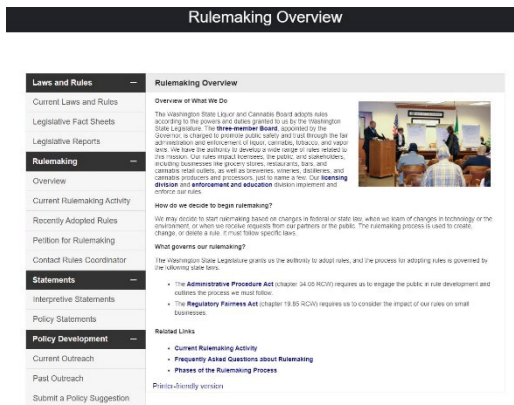 Rulemaking Overview
Laws and Rules
Current Laws and Rules
Legislative Fact Sheets
Legislative Reports
Rulemaking
Overview
Current Rulemaking Activity
Recently Adopted Rules
Petition for Rulemaking
Contact Rules Coordinator
Statements
Interpretive Statements
Policy Statements
Policy Development
Current Outreach
Past Outreach
Submit a Policy Suggestion
Rulemaking Overview
Overview of What We Do
The Washington State Liquor and Cannabis Board adopts rules
according to the powers and duties granted to us by the Washington
State Legislature. The three-member Board, appointed by the
Governor, is charged to promote public safety and trust through the fair
administration and enforcement of liquor, cannabis, tobacco, and vapor
laws. We have the authority to develop a wide range of rules related to
this mission. Our rules impact licensees, the public, and stakeholders,
including businesses like grocery stores, restaurants, bars, and
cannabis retail outlets, as well as breweries, wineries, distilleries, and
cannabis producers and processors, just to name a few. Our licensing
division and enforcement and education division implement and
enforce our rules.
How do we decide to begin rulemaking?
We may decide to start rulemaking based on changes in federal or state law, when we learn of changes in technology or the
environment, or when we receive requests from our partners or the public. The rulemaking process is used to create,
change, or delete a rule. It must follow specific laws.
What governs our rulemaking?
The Washington State Legislature grants us the authority to adopt rules, and the process for adopting rules is governed by
the following state laws.
The Administrative Procedure Act (chapter 34.05 RCW) requires us to engage the public in rule development and
outlines the process we must follow.
The Regulatory Fairness Act (chapter 19.85 RCW) requires us to consider the impact of our rules on small
businesses.
Related Links
Current Rulemaking Activity
Frequently Asked Questions about Rulemaking
Phases of the Rulemaking Process
Printer-friendly version